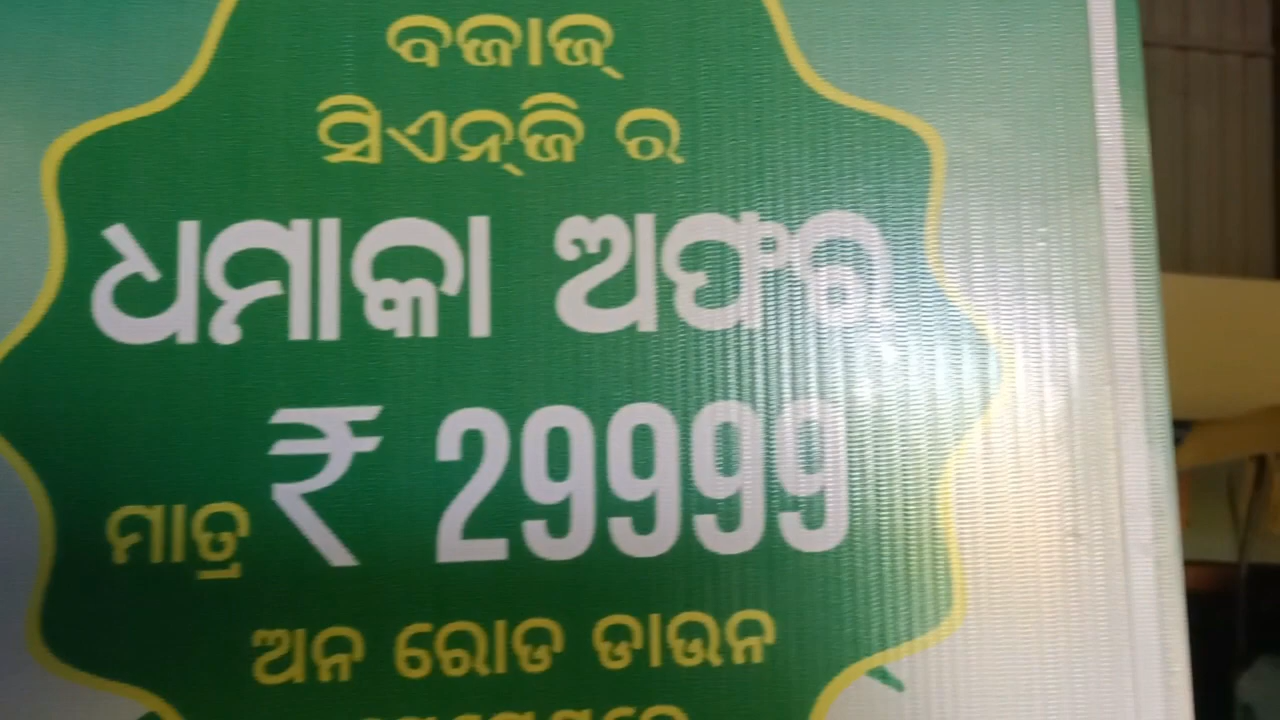 ବଜାଜ୍
ସିଏନ୍‌ଜି ର
ଧମାକା ଅଫର
ମାତ୍ର ₹ 29999
ଅନ ରୋଡ ଡାଉନ